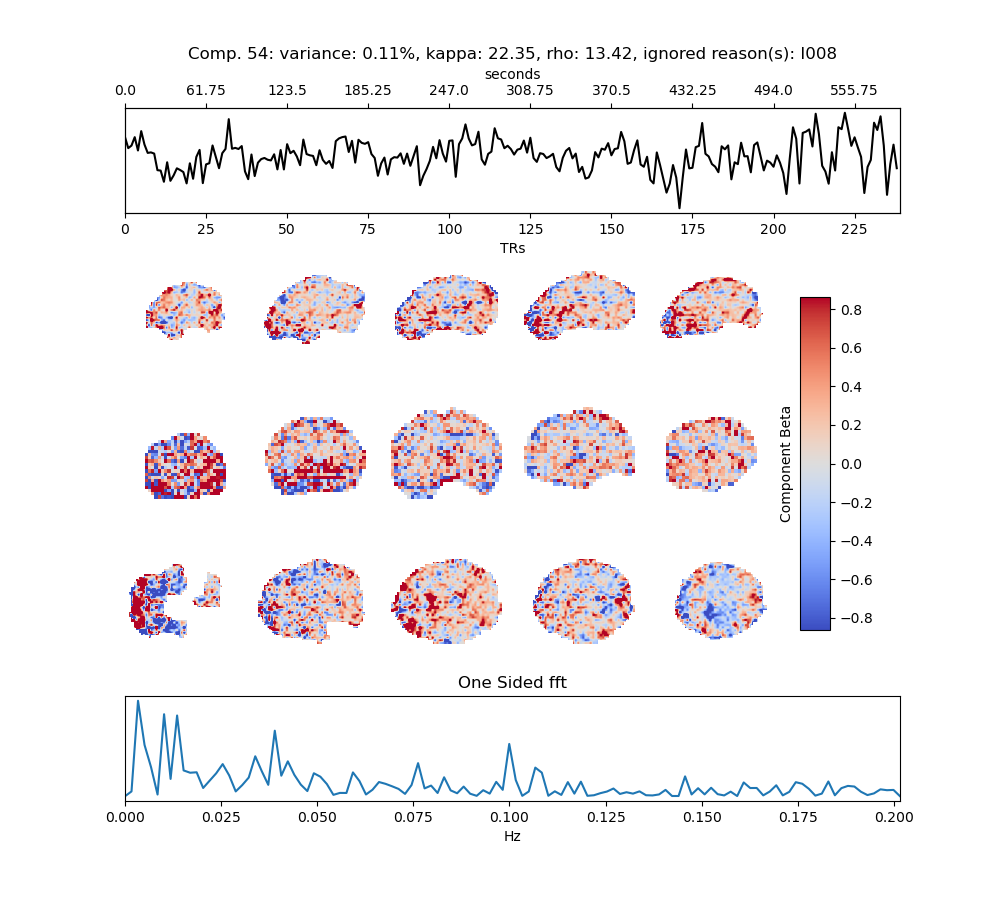 Comp. 54: variance: 0.11%, kappa: 22.35, rho: 13.42, ignored reason(s): I008
seconds
0.0 61.75 123.5 185.25 247.0 308.75 370.5 432.25 494.0 555.75
0 25 50 75 100 125 150 175 200 225
TRs
0.8
0.6
0.4
0.2
0.0
−0.2
−0.4
−0.6
−0.8
Component Beta
One Sided fft
0.000 0.025 0.050 0.075 0.100 0.125 0.150 0.175 0.200
Hz